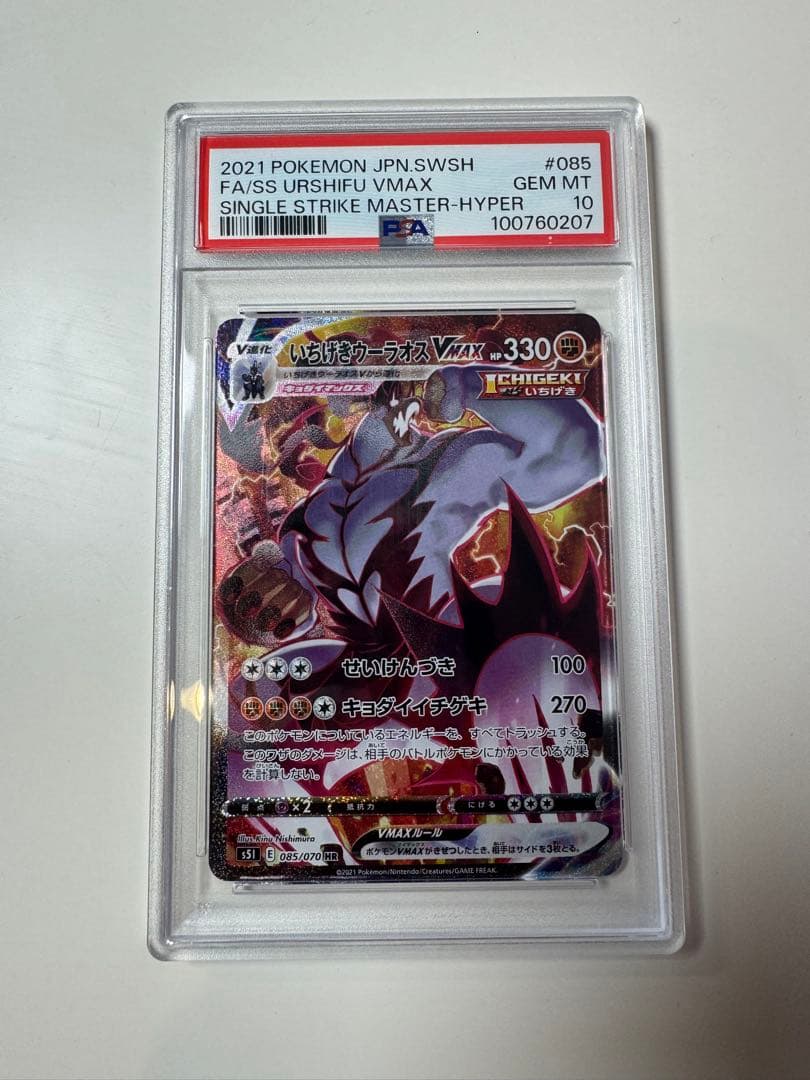 2021 POKEMON JPN.SWSH #085
FA/SS URSHIFU VMAX GEM MT
SINGLE STRIKE MASTER-HYPER 10
PSA 100760207
V進化 いちげきウーラオス VMAX HP 330
いちげきウーラオスVから進化
キョダイマックス
ICHIGEKI
いちげき
せいけんづき 100
キョダイイチゲキ 270
このポケモンについているエネルギーを、すべてトラッシュする。
このワザのダメージは、相手のバトルポケモンにかかっている効果
を計算しない。
弱点 ×2 抵抗力 にげる
Illus. Kinu Nishimura
VMAXルール
S5I E 085/070 HR
ポケモンVMAXがきぜつしたとき、相手はサイドを3枚とる。
©2021 Pokémon/Nintendo/Creatures/GAME FREAK.